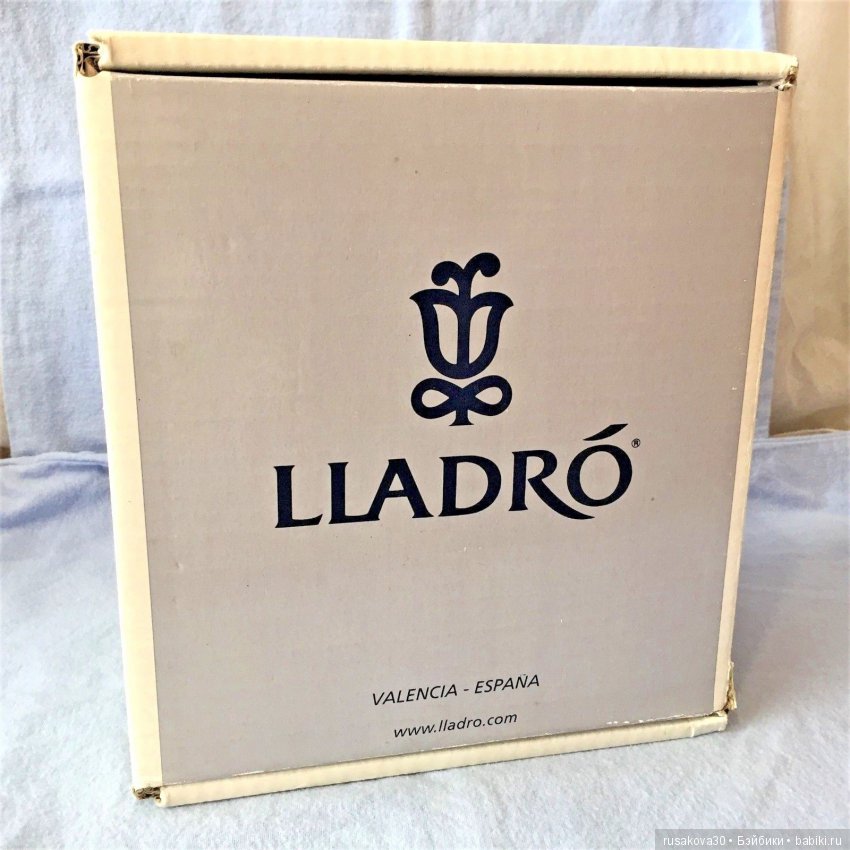 LLADRÓ®
VALENCIA - ESPAÑA
www.lladro.com
rusakova30 • Бэйбики • babiki.ru